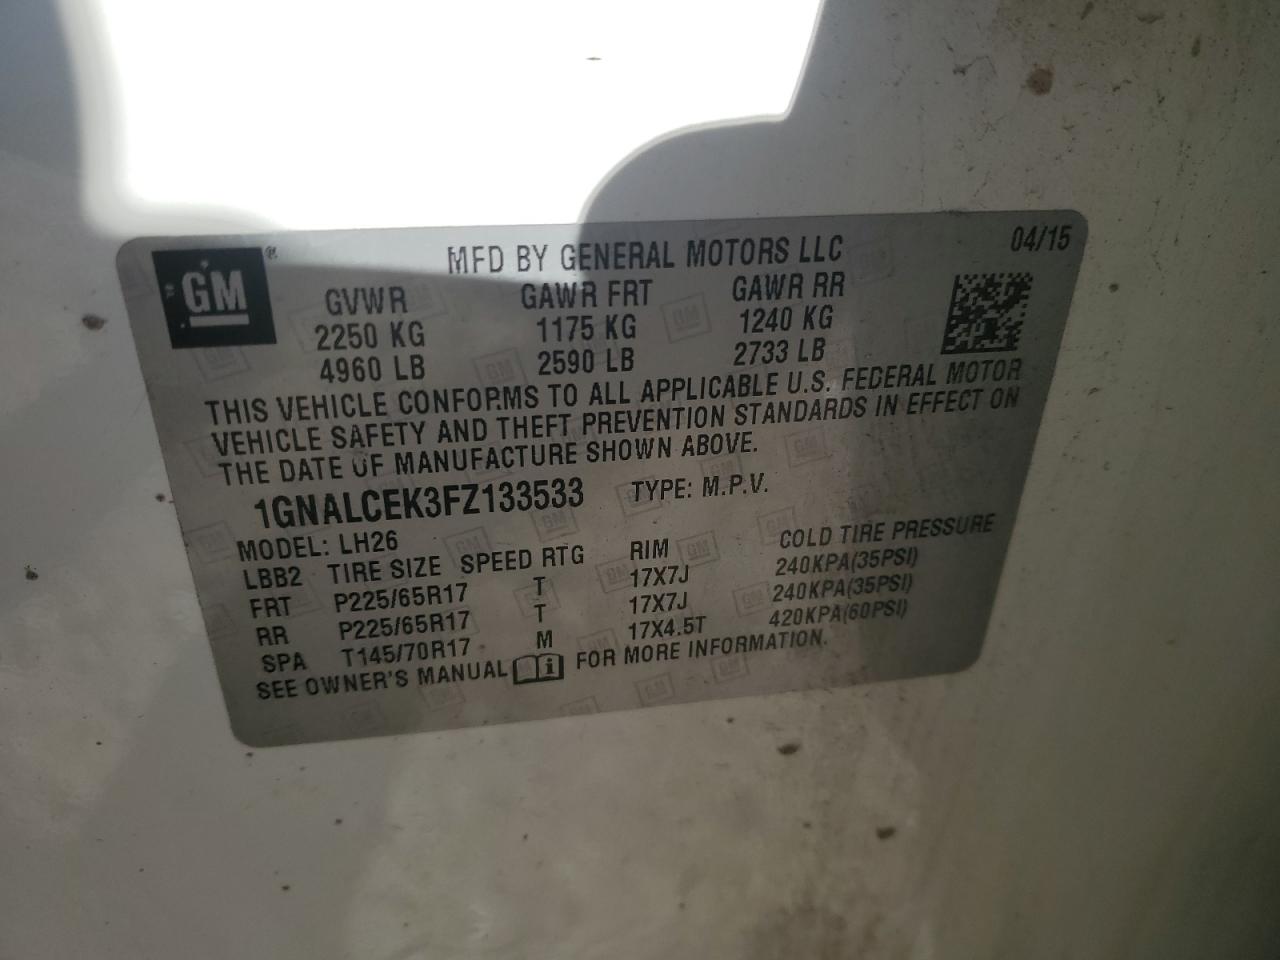 GM ®
MFD BY GENERAL MOTORS LLC 04/15
GVWR GAWR FRT GAWR RR
2250 KG 1175 KG 1240 KG
4960 LB 2590 LB 2733 LB
THIS VEHICLE CONFORMS TO ALL APPLICABLE U.S. FEDERAL MOTOR
VEHICLE SAFETY AND THEFT PREVENTION STANDARDS IN EFFECT ON
THE DATE OF MANUFACTURE SHOWN ABOVE.
1GNALCEK3FZ133533 TYPE: M.P.V.
MODEL: LH26
LBB2 TIRE SIZE SPEED RTG RIM COLD TIRE PRESSURE
FRT P225/65R17 T 17X7J 240KPA(35PSI)
RR P225/65R17 T 17X7J 240KPA(35PSI)
SPA T145/70R17 M 17X4.5T 420KPA(60PSI)
SEE OWNER'S MANUAL i FOR MORE INFORMATION.